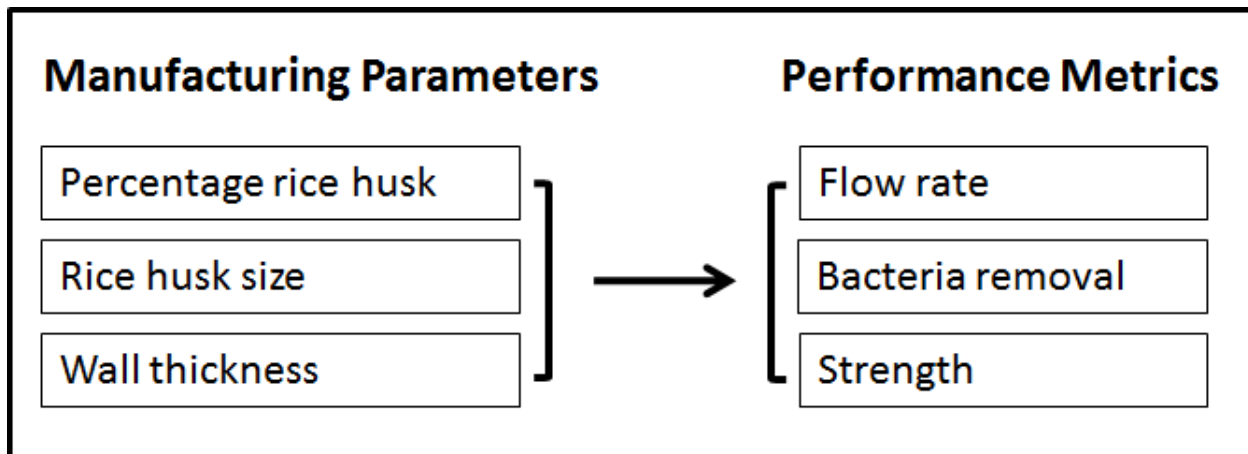 Manufacturing Parameters
Performance Metrics
Percentage rice husk
Flow rate
Rice husk size
Bacteria removal
Wall thickness
Strength